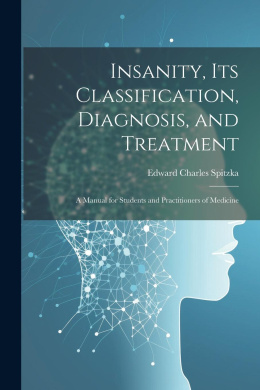 Insanity, Its
Classification,
Diagnosis, and
Treatment
Edward Charles Spitzka
A Manual for Students and Practitioners of Medicine